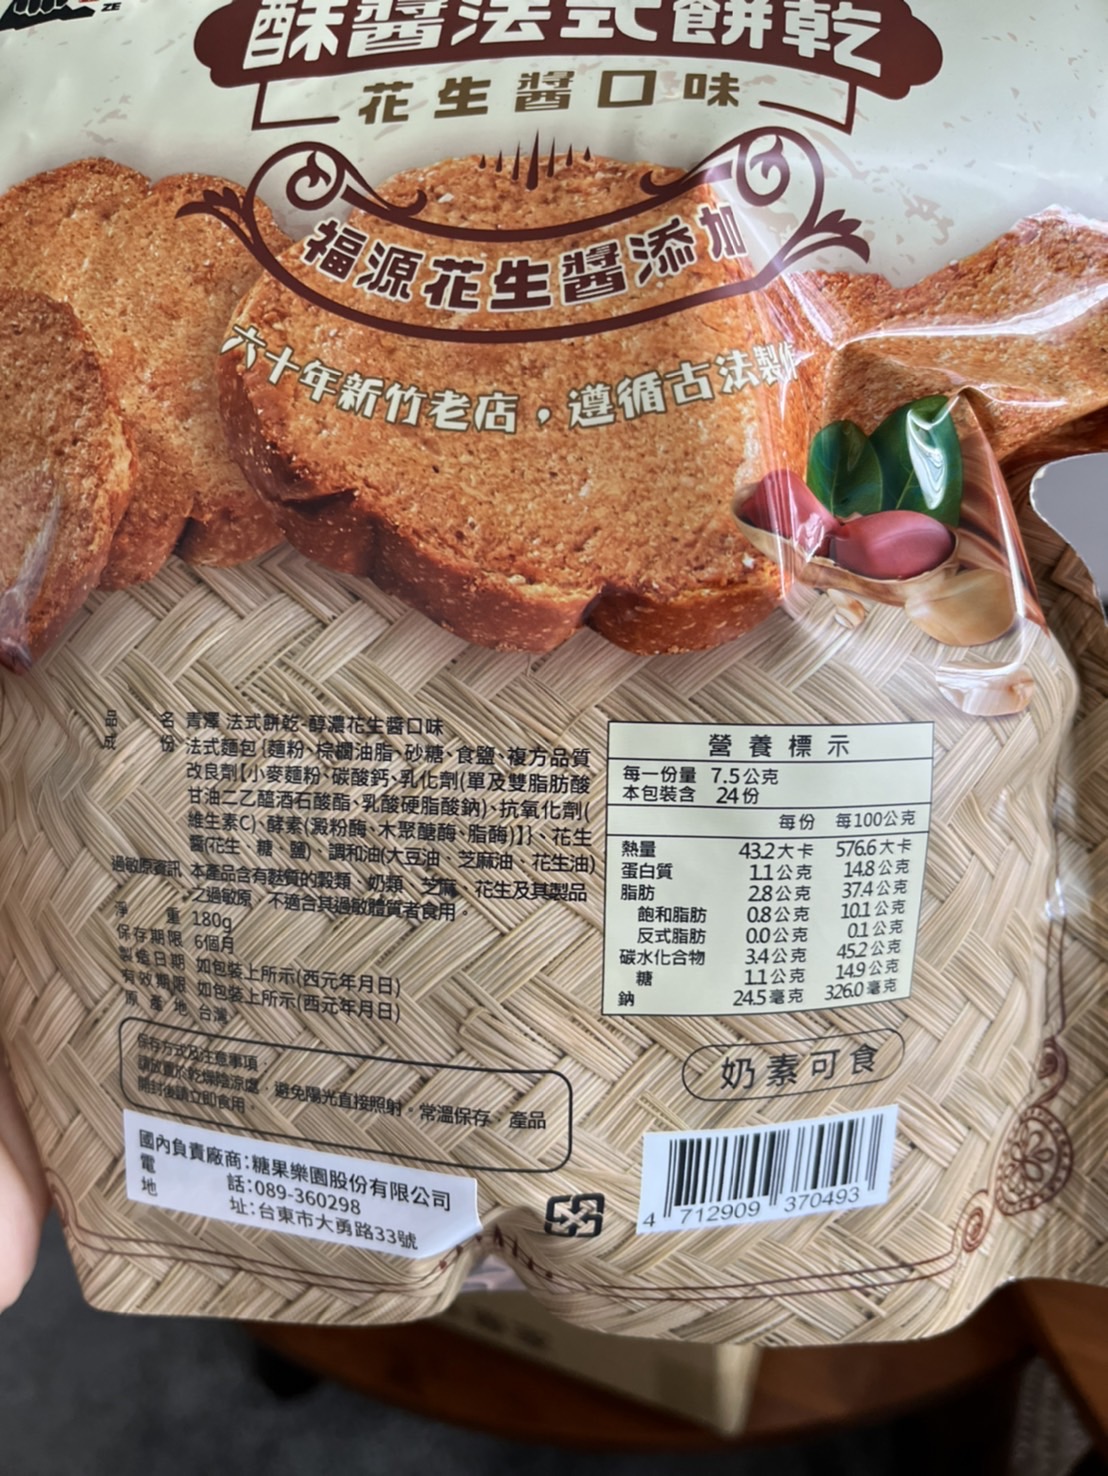 ZE
酥醬法式餅乾
花生醬口味
福源花生醬添加
六十年新竹老店，遵循古法製作
品名 青澤 法式餅乾-醇濃花生醬口味
成份 法式麵包{麵粉、棕櫚油脂、砂糖、食鹽、複方品質
改良劑【小麥麵粉、碳酸鈣、乳化劑(單及雙脂肪酸
甘油二乙醯酒石酸酯、乳酸硬脂酸鈉)、抗氧化劑(
維生素C)、酵素(澱粉酶、木聚醣酶、脂酶)】}、花生
醬(花生、糖、鹽)、調和油(大豆油、芝麻油、花生油)
過敏原資訊 本產品含有麩質的穀類、奶類、芝麻、花生及其製品
之過敏原，不適合其過敏體質者食用。
淨重 180g
保存期限 6個月
製造日期 如包裝上所示(西元年月日)
有效期限 如包裝上所示(西元年月日)
原產地 台灣
保存方式及注意事項：
請放置於乾燥陰涼處，避免陽光直接照射，常溫保存，產品
開封後請立即食用。
國內負責廠商：糖果樂園股份有限公司
電話：089-360298
地址：台東市大勇路33號
營養標示
每一份量 7.5公克
本包裝含 24份
每份 每100公克
熱量 43.2大卡 576.6大卡
蛋白質 1.1公克 14.8公克
脂肪 2.8公克 37.4公克
飽和脂肪 0.8公克 10.1公克
反式脂肪 0.0公克 0.1公克
碳水化合物 3.4公克 45.2公克
糖 1.1公克 14.9公克
鈉 24.5毫克 326.0毫克
奶素可食
4 712909 370493